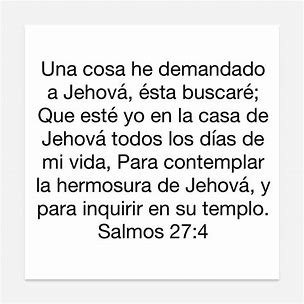 Una cosa he demandado
a Jehová, ésta buscaré;
Que esté yo en la casa de
Jehová todos los días de
mi vida, Para contemplar
la hermosura de Jehová, y
para inquirir en su templo.
Salmos 27:4